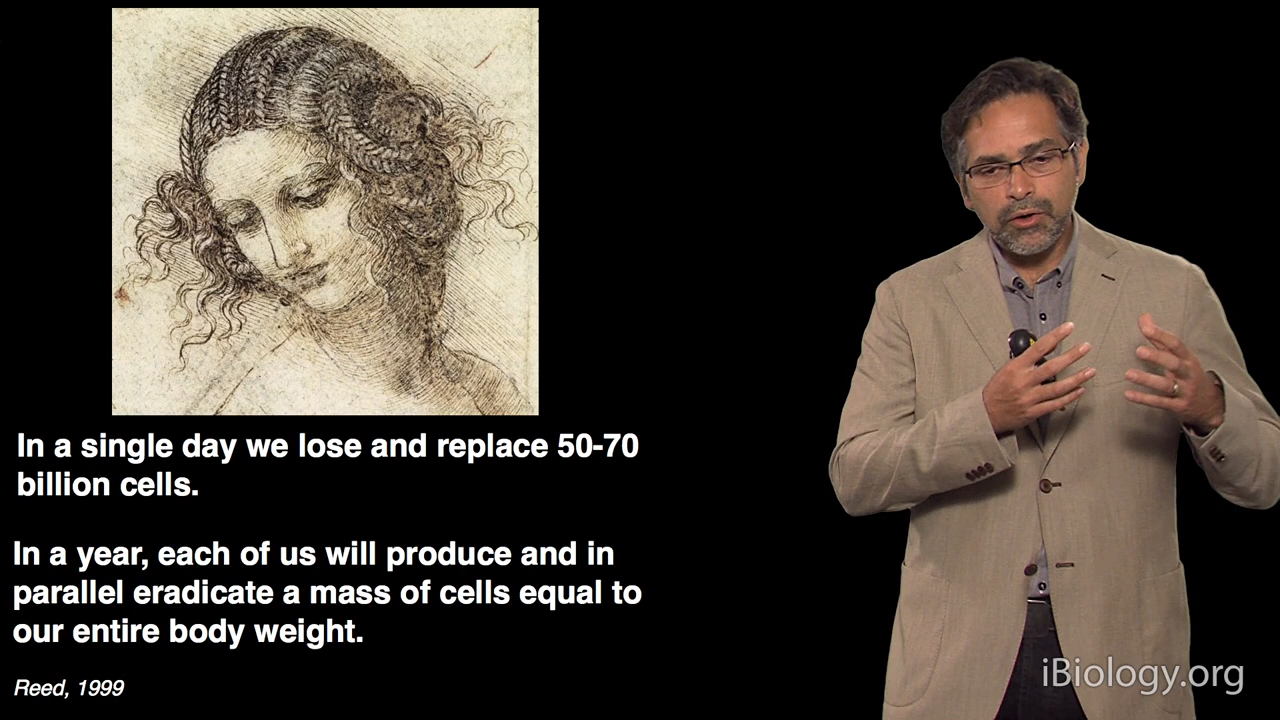 In a single day we lose and replace 50-70
billion cells.
In a year, each of us will produce and in
parallel eradicate a mass of cells equal to
our entire body weight.
Reed, 1999
iBiology.org